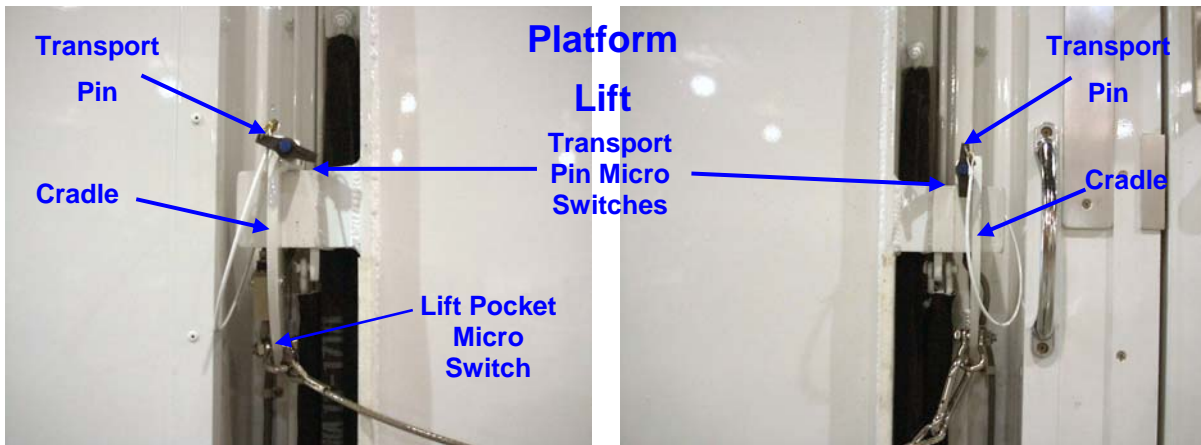 Platform
Lift
Transport
Pin
Transport
Pin
Transport
Pin Micro
Switches
Cradle
Cradle
Lift Pocket
Micro
Switch